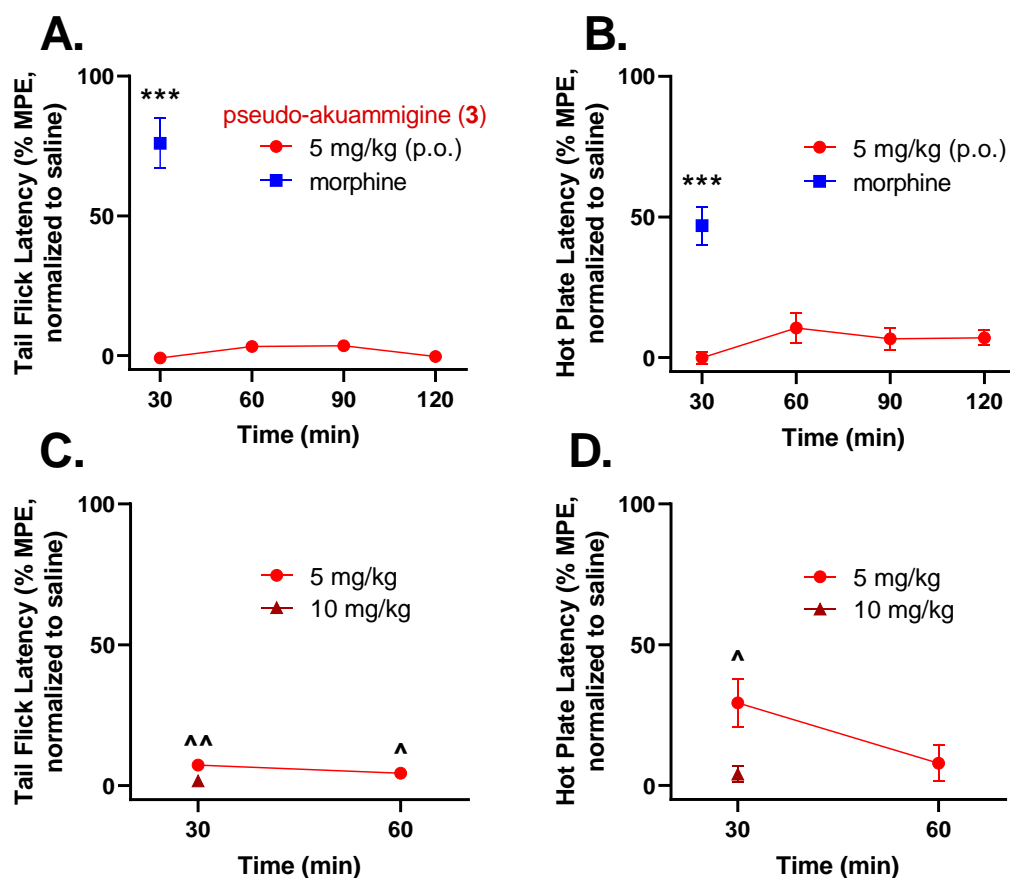 A.
Tail Flick Latency (% MPE,
normalized to saline)
100
50
0
***
pseudo-akuammigine (3)
5 mg/kg (p.o.)
morphine
30 60 90 120
Time (min)
B.
Hot Plate Latency (% MPE,
normalized to saline)
100
50
0
***
5 mg/kg (p.o.)
morphine
30 60 90 120
Time (min)
C.
Tail Flick Latency (% MPE,
normalized to saline)
100
50
0
5 mg/kg
10 mg/kg
^^ ^
30 60
Time (min)
D.
Hot Plate Latency (% MPE,
normalized to saline)
100
50
0
5 mg/kg
10 mg/kg
^
30 60
Time (min)